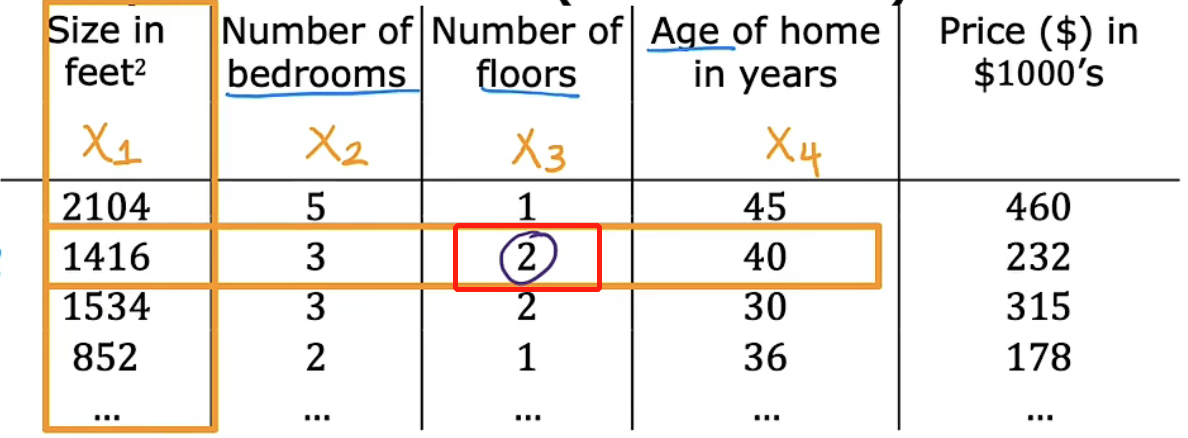 Size in feet² Number of bedrooms Number of floors Age of home in years Price ($) in $1000's
X1 X2 X3 X4
2104 5 1 45 460
1416 3 2 40 232
1534 3 2 30 315
852 2 1 36 178
... ... ... ... ...